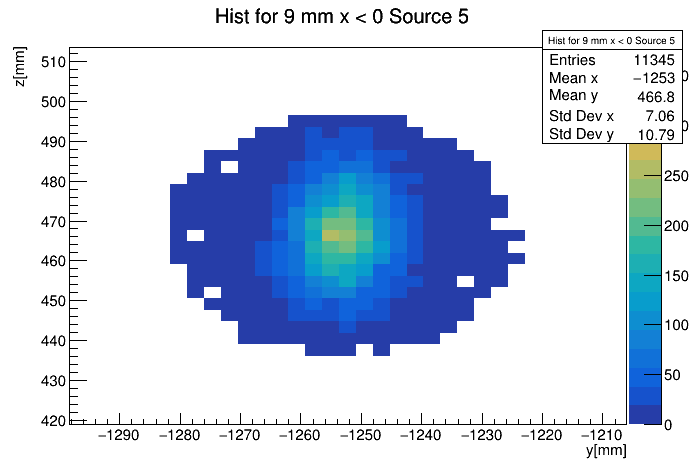 Hist for 9 mm x < 0 Source 5
z[mm]
Hist for 9 mm x < 0 Source 5
Entries 11345
Mean x −1253
Mean y 466.8
Std Dev x 7.06
Std Dev y 10.79
510
500
490
480
470
460
450
440
430
420
0
0
250
200
150
100
50
0
−1290 −1280 −1270 −1260 −1250 −1240 −1230 −1220 −1210
y[mm]